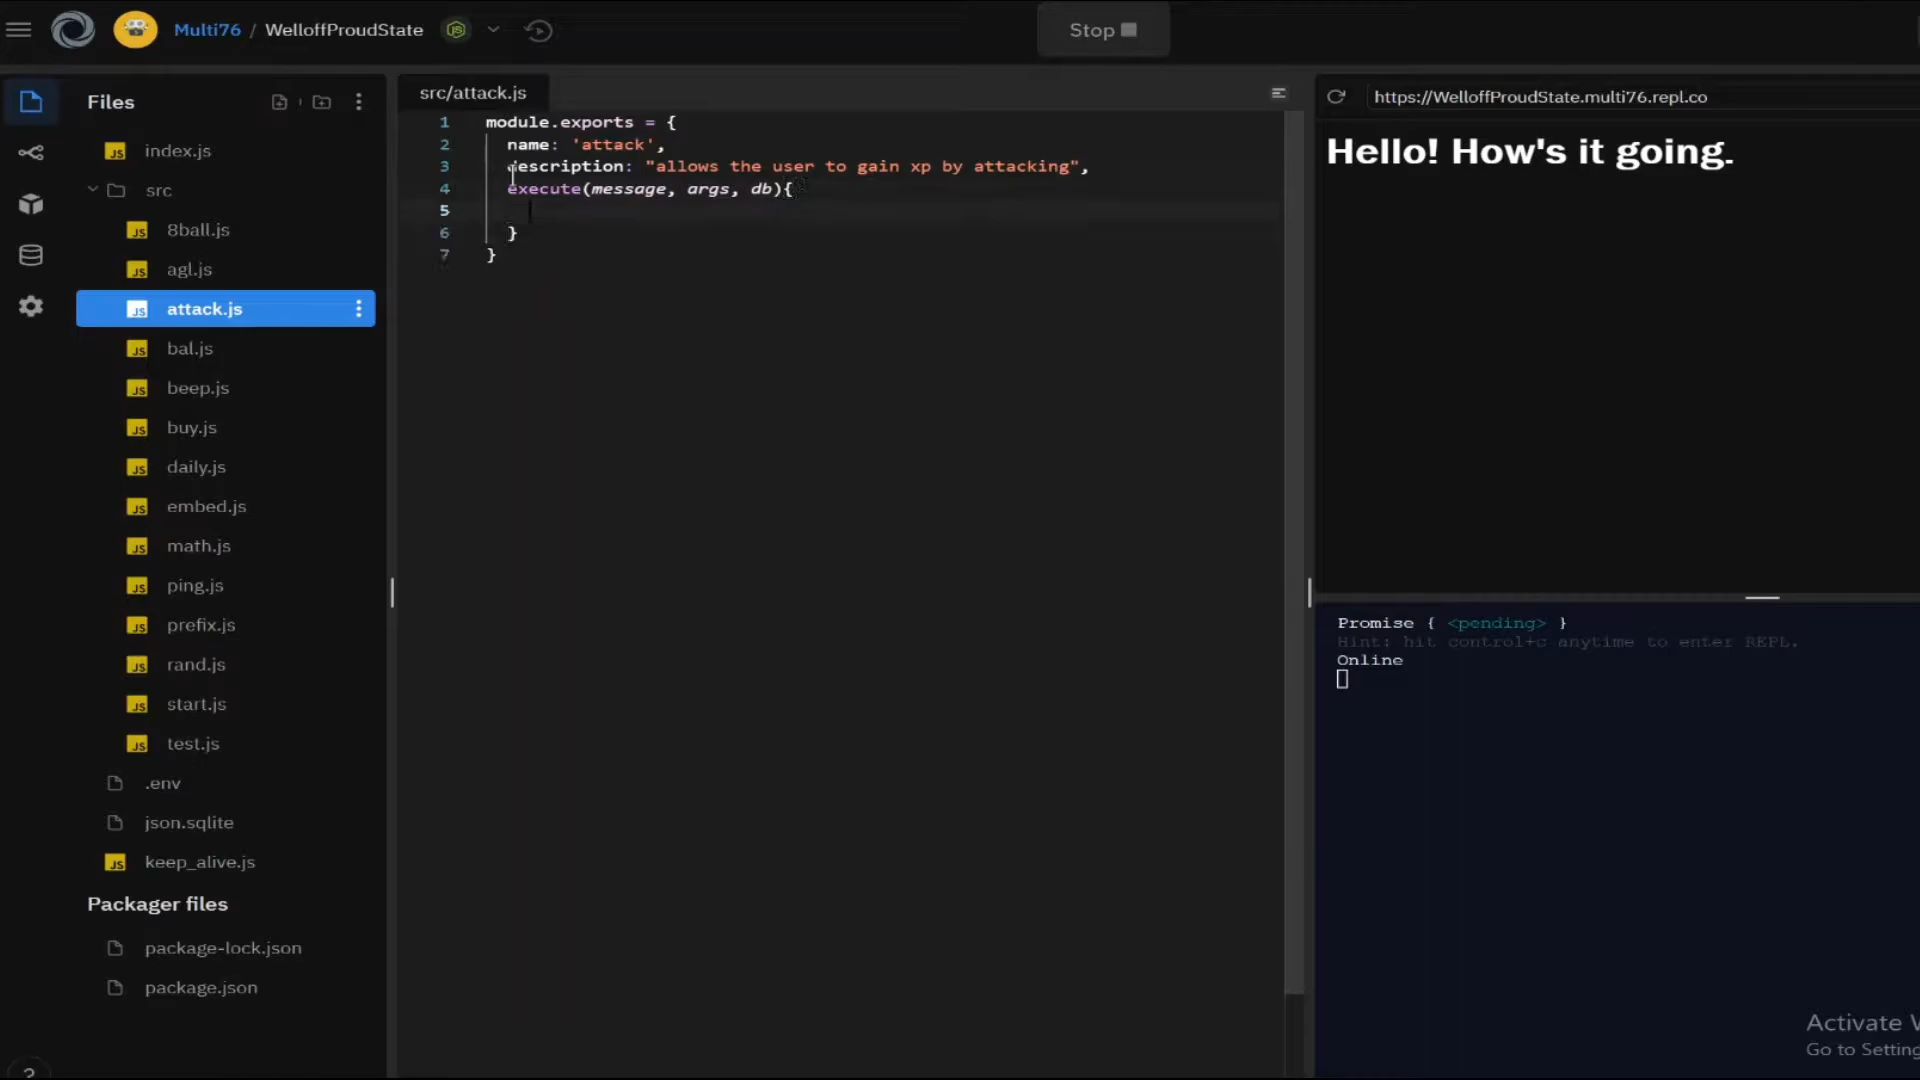 Multi76 / WelloffProudState
Stop
Files
index.js
src
8ball.js
agl.js
attack.js
bal.js
beep.js
buy.js
daily.js
embed.js
math.js
ping.js
prefix.js
rand.js
start.js
test.js
.env
json.sqlite
keep_alive.js
Packager files
package-lock.json
package.json
src/attack.js
1 module.exports = {
2 name: 'attack',
3 description: "allows the user to gain xp by attacking",
4 execute(message, args, db){
5
6 }
7 }
https://WelloffProudState.multi76.repl.co
Hello! How's it going.
Promise { <pending> }
Hint: hit control+c anytime to enter REPL.
Online
Activate
Go to Setting